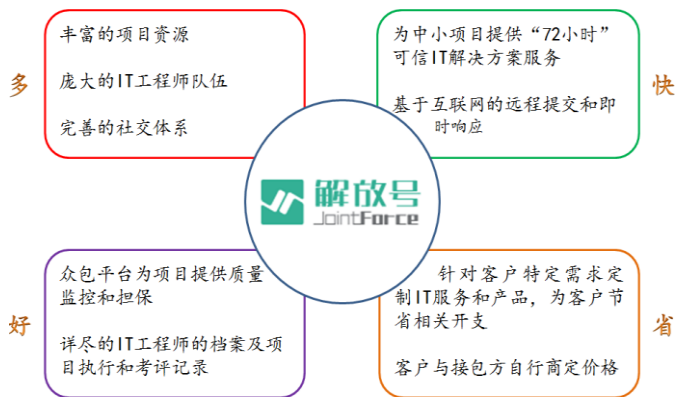 多
丰富的项目资源
庞大的IT工程师队伍
完善的社交体系
快
为中小项目提供“72小时”
可信IT解决方案服务
基于互联网的远程提交和即
时响应
解放号
JointForce
好
众包平台为项目提供质量
监控和担保
详尽的IT工程师的档案及项
目执行和考评记录
省
针对客户特定需求定
制IT服务和产品，为客户节
省相关开支
客户与接包方自行商定价格